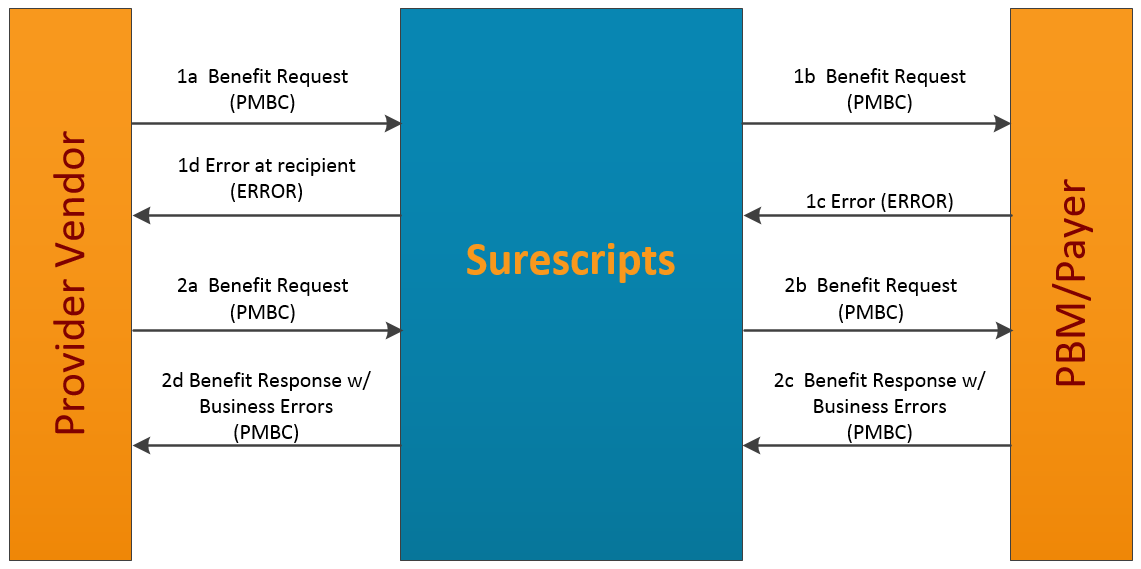 Provider Vendor
1a  Benefit Request
(PMBC)
1d Error at recipient
(ERROR)
2a  Benefit Request
(PMBC)
2d Benefit Response w/
Business Errors
(PMBC)
Surescripts
1b  Benefit Request
(PMBC)
1c Error (ERROR)
2b  Benefit Request
(PMBC)
2c  Benefit Response w/
Business Errors
(PMBC)
PBM/Payer